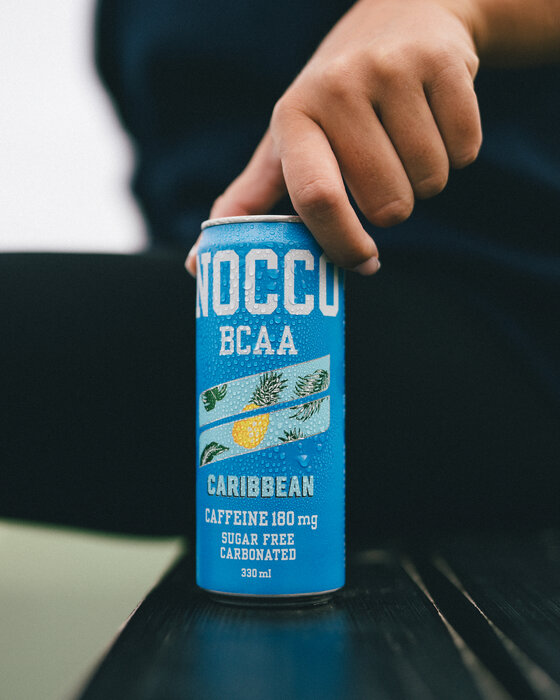 NOCCO
BCAA
CARIBBEAN
CAFFEINE 180 mg
SUGAR FREE
CARBONATED
330 ml